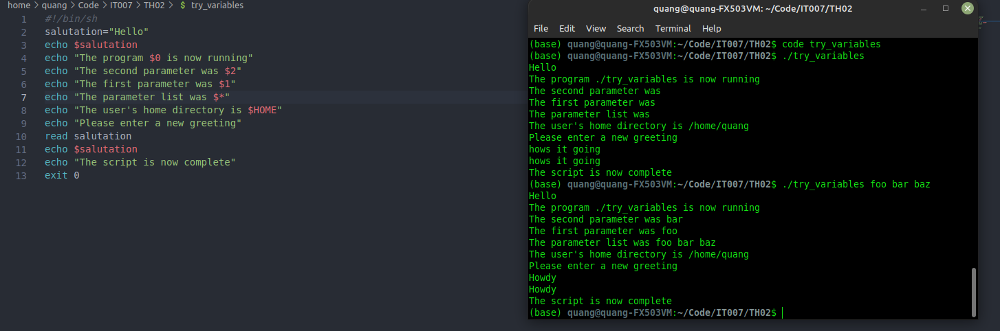 home > quang > Code > IT007 > TH02 > $ try_variables
1 #!/bin/sh
2 salutation="Hello"
3 echo $salutation
4 echo "The program $0 is now running"
5 echo "The second parameter was $2"
6 echo "The first parameter was $1"
7 echo "The parameter list was $*"
8 echo "The user's home directory is $HOME"
9 echo "Please enter a new greeting"
10 read salutation
11 echo $salutation
12 echo "The script is now complete"
13 exit 0
quang@quang-FX503VM: ~/Code/IT007/TH02
File Edit View Search Terminal Help
(base) quang@quang-FX503VM:~/Code/IT007/TH02$ code try_variables
(base) quang@quang-FX503VM:~/Code/IT007/TH02$ ./try_variables
Hello
The program ./try_variables is now running
The second parameter was
The first parameter was
The parameter list was
The user's home directory is /home/quang
Please enter a new greeting
hows it going
hows it going
The script is now complete
(base) quang@quang-FX503VM:~/Code/IT007/TH02$ ./try_variables foo bar baz
Hello
The program ./try_variables is now running
The second parameter was bar
The first parameter was foo
The parameter list was foo bar baz
The user's home directory is /home/quang
Please enter a new greeting
Howdy
Howdy
The script is now complete
(base) quang@quang-FX503VM:~/Code/IT007/TH02$